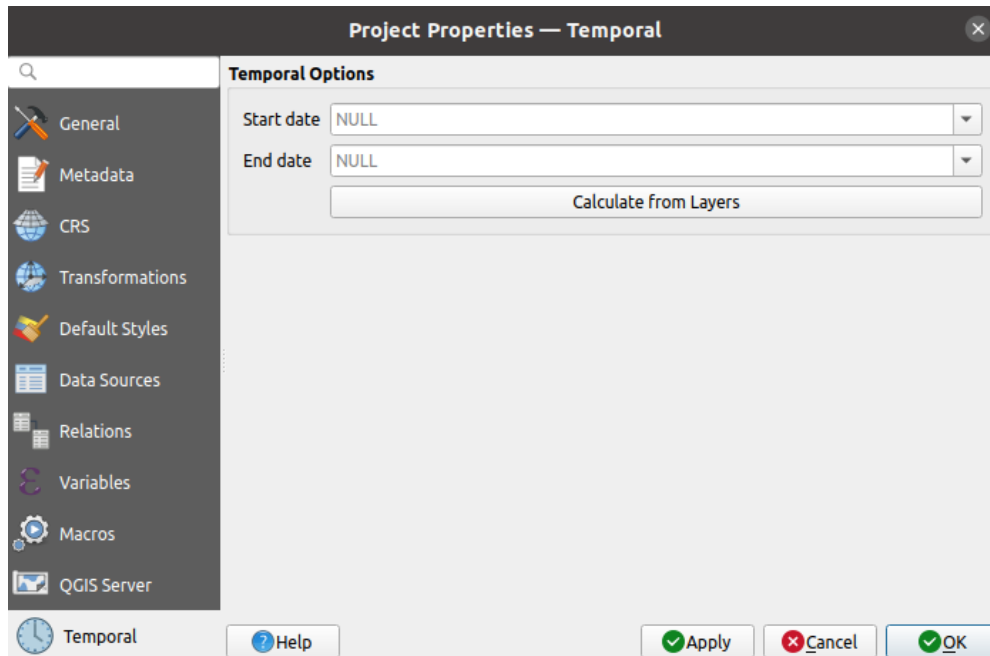 Project Properties — Temporal
Temporal Options
Start date NULL
End date NULL
Calculate from Layers
General
Metadata
CRS
Transformations
Default Styles
Data Sources
Relations
Variables
Macros
QGIS Server
Temporal
Help Apply Cancel OK